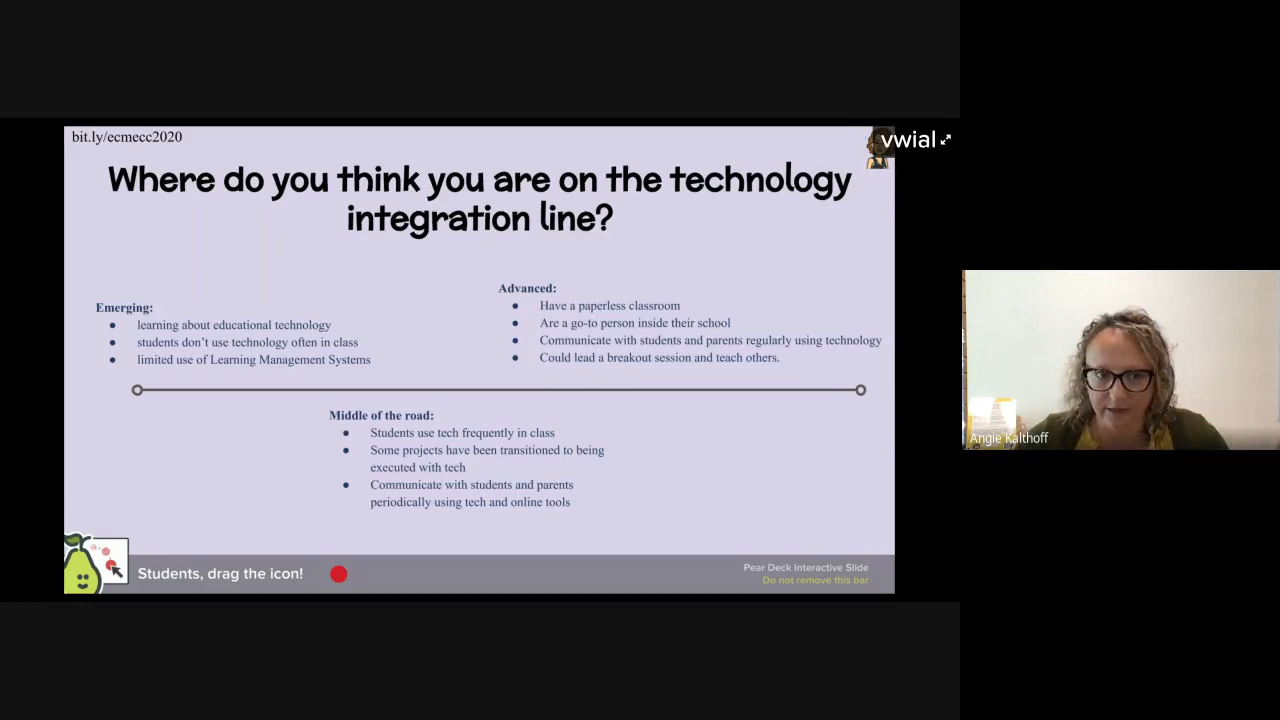 bit.ly/ecmecc2020
vwial
Where do you think you are on the technology
integration line?
Emerging:
● learning about educational technology
● students don't use technology often in class
● limited use of Learning Management Systems
Advanced:
● Have a paperless classroom
● Are a go-to person inside their school
● Communicate with students and parents regularly using technology
● Could lead a breakout session and teach others.
Middle of the road:
● Students use tech frequently in class
● Some projects have been transitioned to being
executed with tech
● Communicate with students and parents
periodically using tech and online tools
Students, drag the icon!
Pear Deck Interactive Slide
Do not remove this bar
Angie Kalthoff